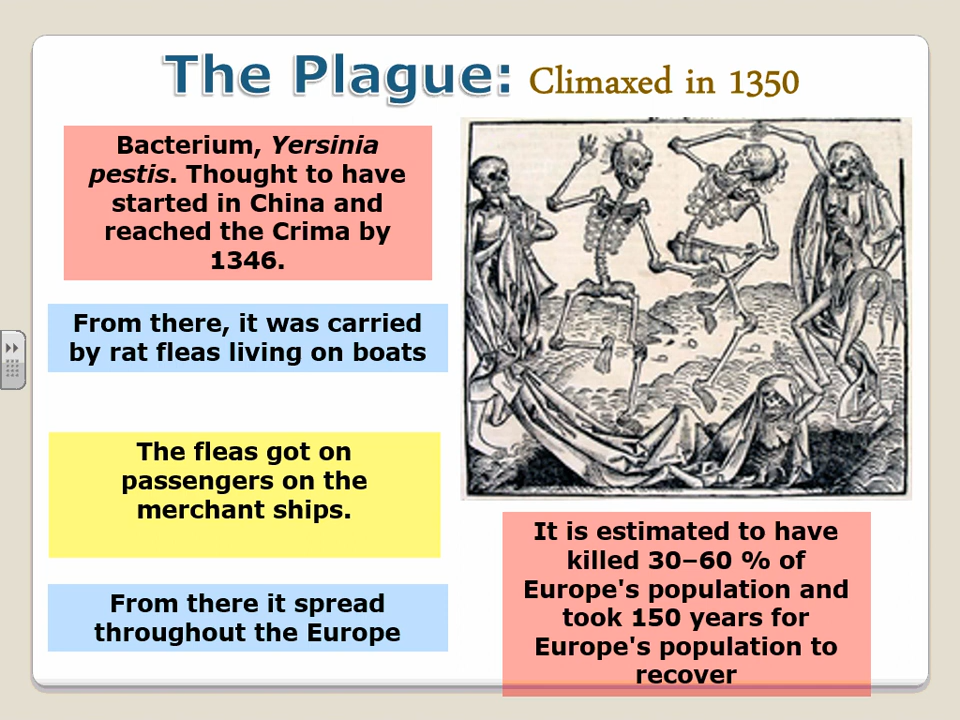 The Plague: Climaxed in 1350
Bacterium, Yersinia
pestis. Thought to have
started in China and
reached the Crima by
1346.
From there, it was carried
by rat fleas living on boats
The fleas got on
passengers on the
merchant ships.
From there it spread
throughout the Europe
It is estimated to have
killed 30–60 % of
Europe's population and
took 150 years for
Europe's population to
recover